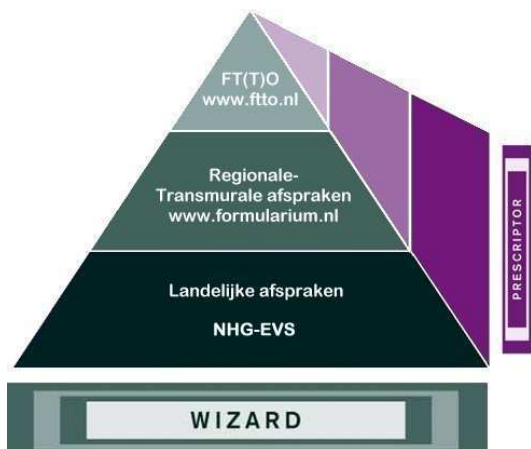 FT(T)O
www.ftto.nl
Regionale-
Transmurale afspraken
www.formularium.nl
Landelijke afspraken
NHG-EVS
PRESCRIPTOR
WIZARD